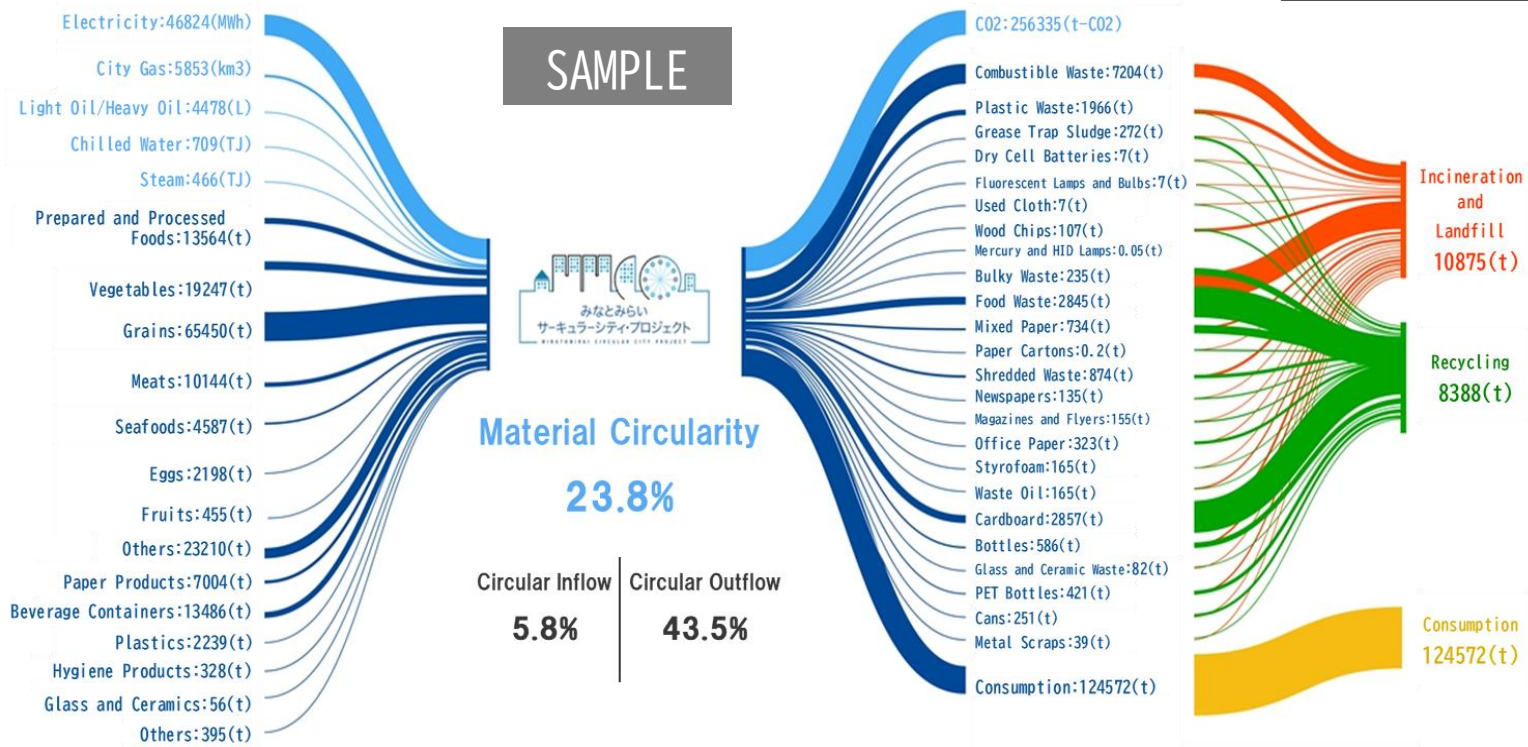 Electricity:46824(MWh)
City Gas:5853(km3)
Light Oil/Heavy Oil:4478(L)
Chilled Water:709(TJ)
Steam:466(TJ)
Prepared and Processed
Foods:13564(t)
Vegetables:19247(t)
Grains:65450(t)
Meats:10144(t)
Seafoods:4587(t)
Eggs:2198(t)
Fruits:455(t)
Others:23210(t)
Paper Products:7004(t)
Beverage Containers:13486(t)
Plastics:2239(t)
Hygiene Products:328(t)
Glass and Ceramics:56(t)
Others:395(t)
SAMPLE
みなとみらい
サーキュラーシティ・プロジェクト
MINATOMIRAI CIRCULAR CITY PROJECT
Material Circularity
23.8%
Circular Inflow
5.8%
Circular Outflow
43.5%
CO2:256335(t-CO2)
Combustible Waste:7204(t)
Plastic Waste:1966(t)
Grease Trap Sludge:272(t)
Dry Cell Batteries:7(t)
Fluorescent Lamps and Bulbs:7(t)
Used Cloth:7(t)
Wood Chips:107(t)
Mercury and HID Lamps:0.05(t)
Bulky Waste:235(t)
Food Waste:2845(t)
Mixed Paper:734(t)
Paper Cartons:0.2(t)
Shredded Waste:874(t)
Newspapers:135(t)
Magazines and Flyers:155(t)
Office Paper:323(t)
Styrofoam:165(t)
Waste Oil:165(t)
Cardboard:2857(t)
Bottles:586(t)
Glass and Ceramic Waste:82(t)
PET Bottles:421(t)
Cans:251(t)
Metal Scraps:39(t)
Consumption:124572(t)
Incineration
and
Landfill
10875(t)
Recycling
8388(t)
Consumption
124572(t)